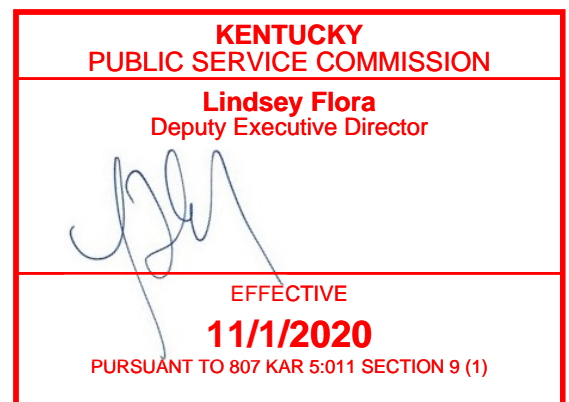 KENTUCKY
PUBLIC SERVICE COMMISSION
Lindsey Flora
Deputy Executive Director
EFFECTIVE
11/1/2020
PURSUANT TO 807 KAR 5:011 SECTION 9 (1)